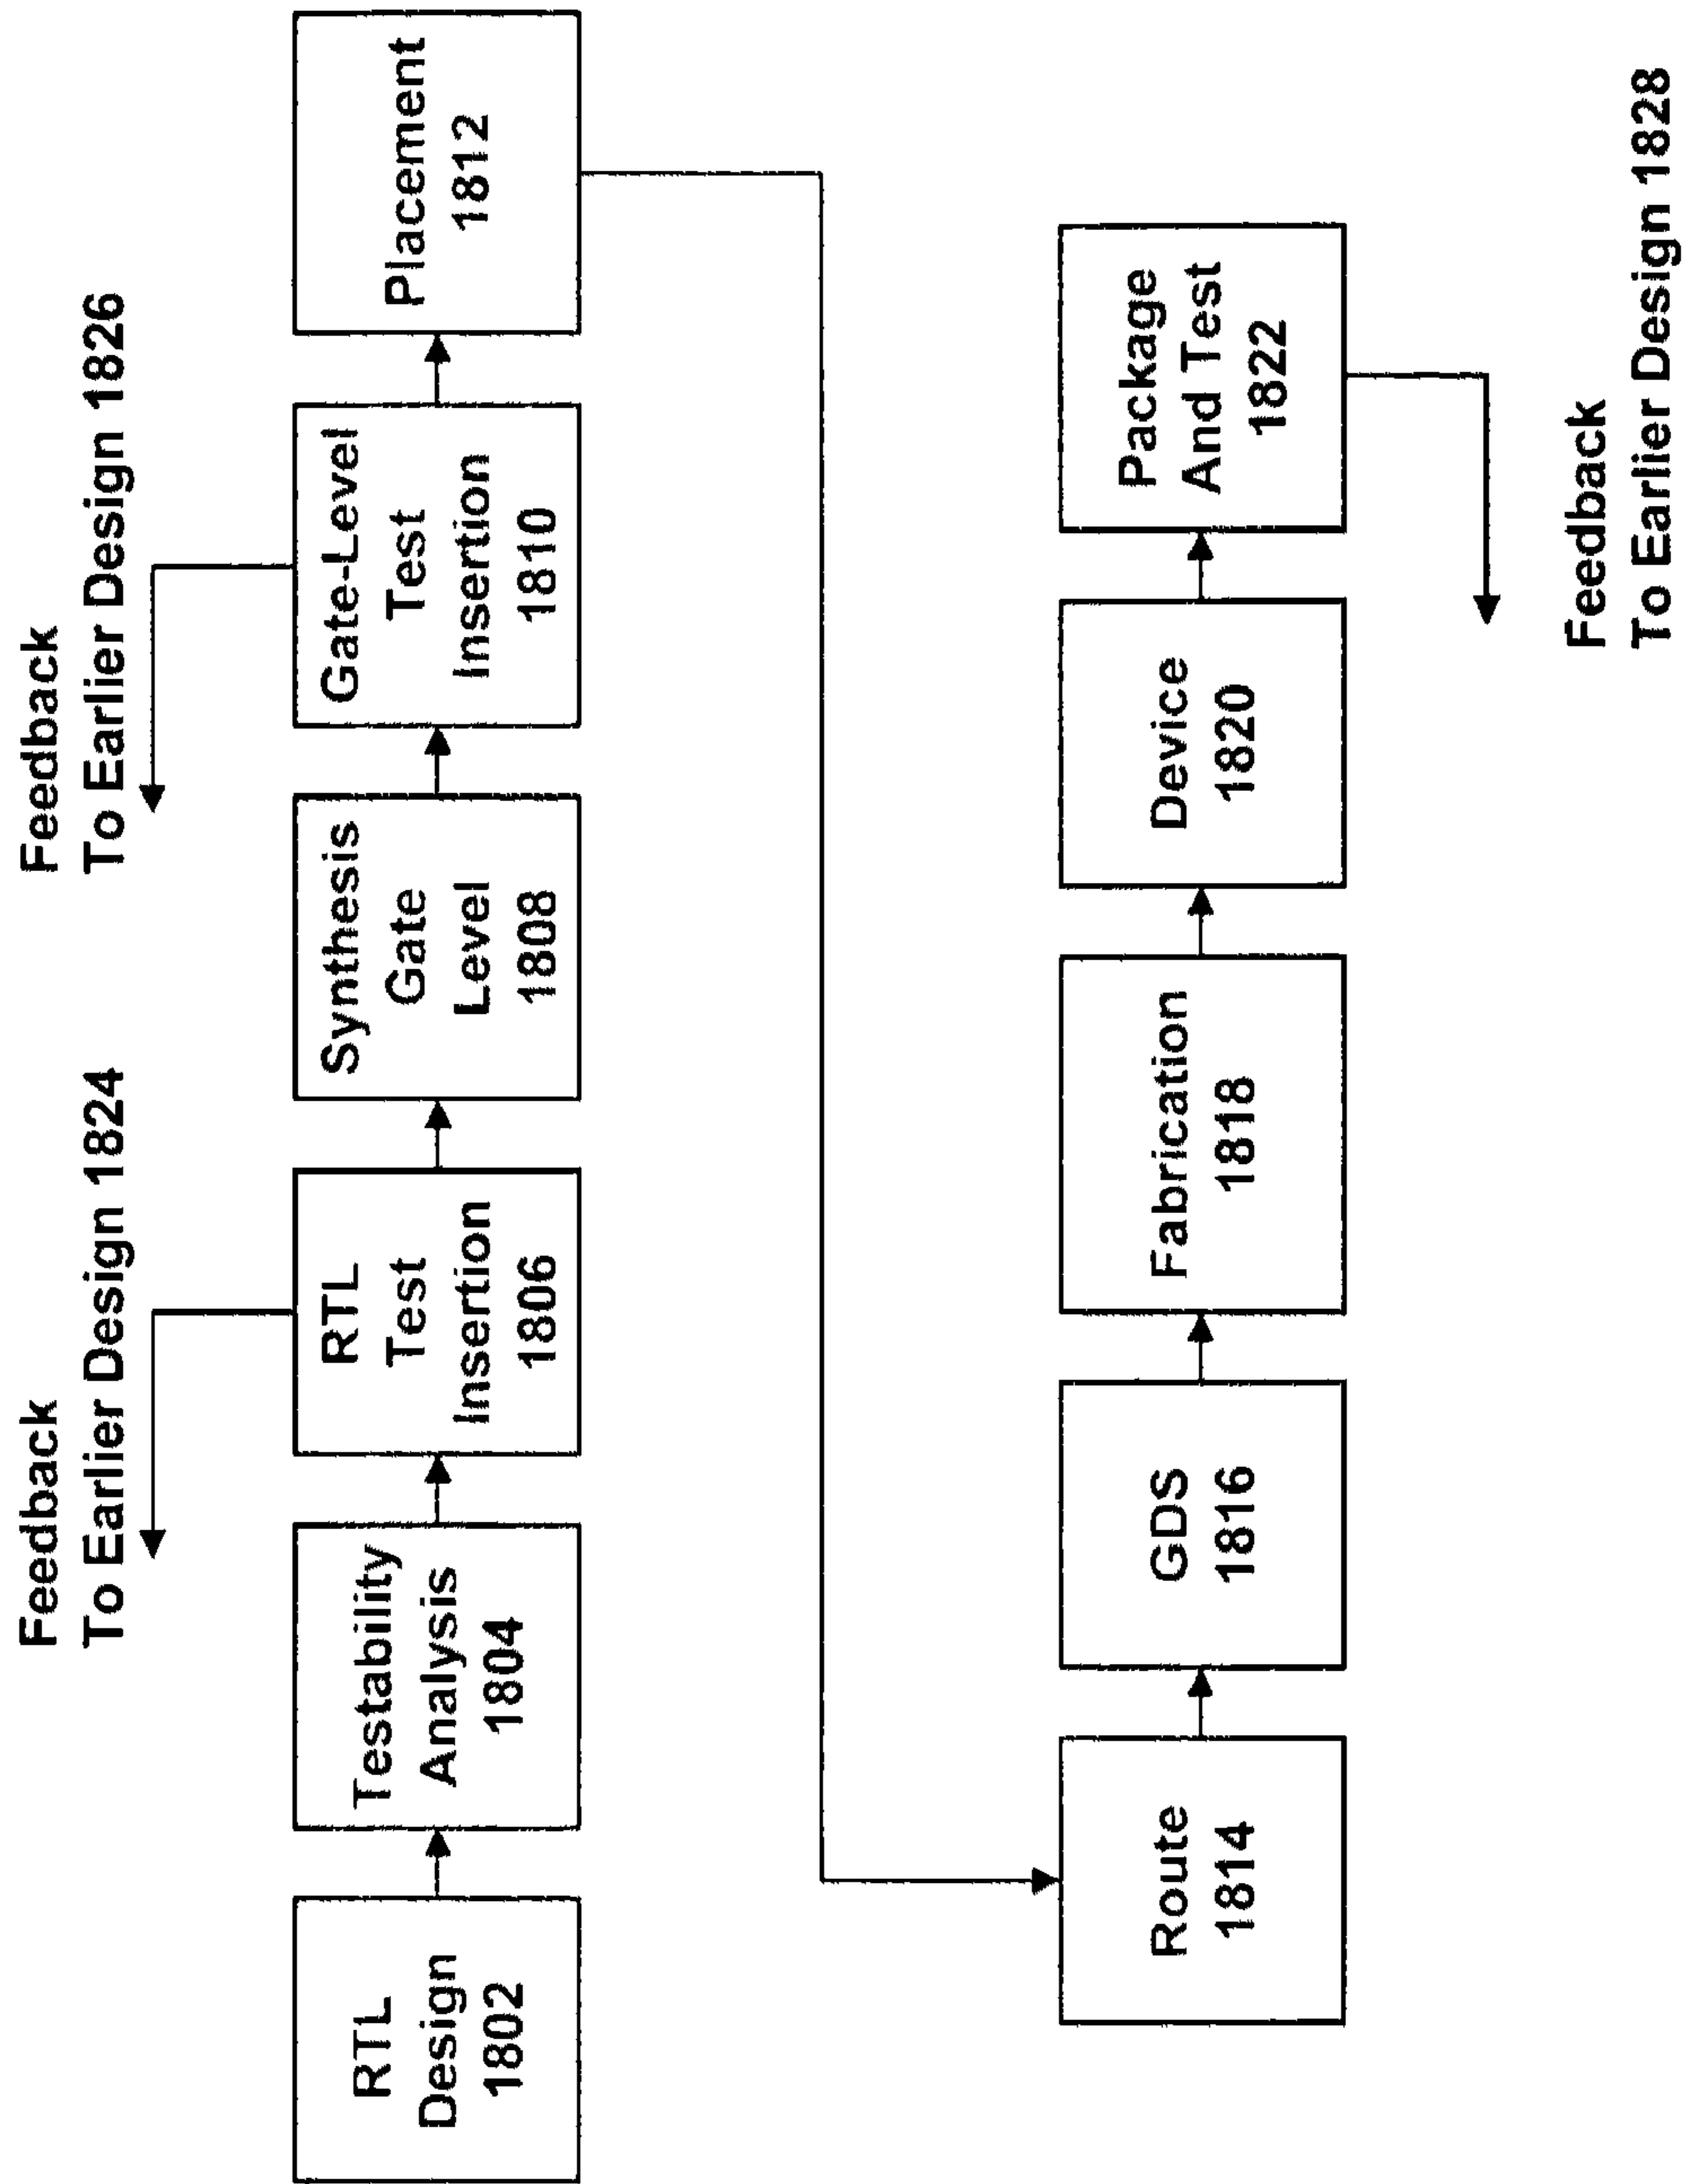 Feedback
To Earlier Design 1824
Feedback
To Earlier Design 1826
RTL
Design
1802
Testability
Analysis
1804
RTL
Test
Insertion
1806
Synthesis
Gate
Level
1808
Gate-Level
Test
Insertion
1810
Placement
1812
Route
1814
GDS
1816
Fabrication
1818
Device
1820
Package
And Test
1822
Feedback
To Earlier Design 1828